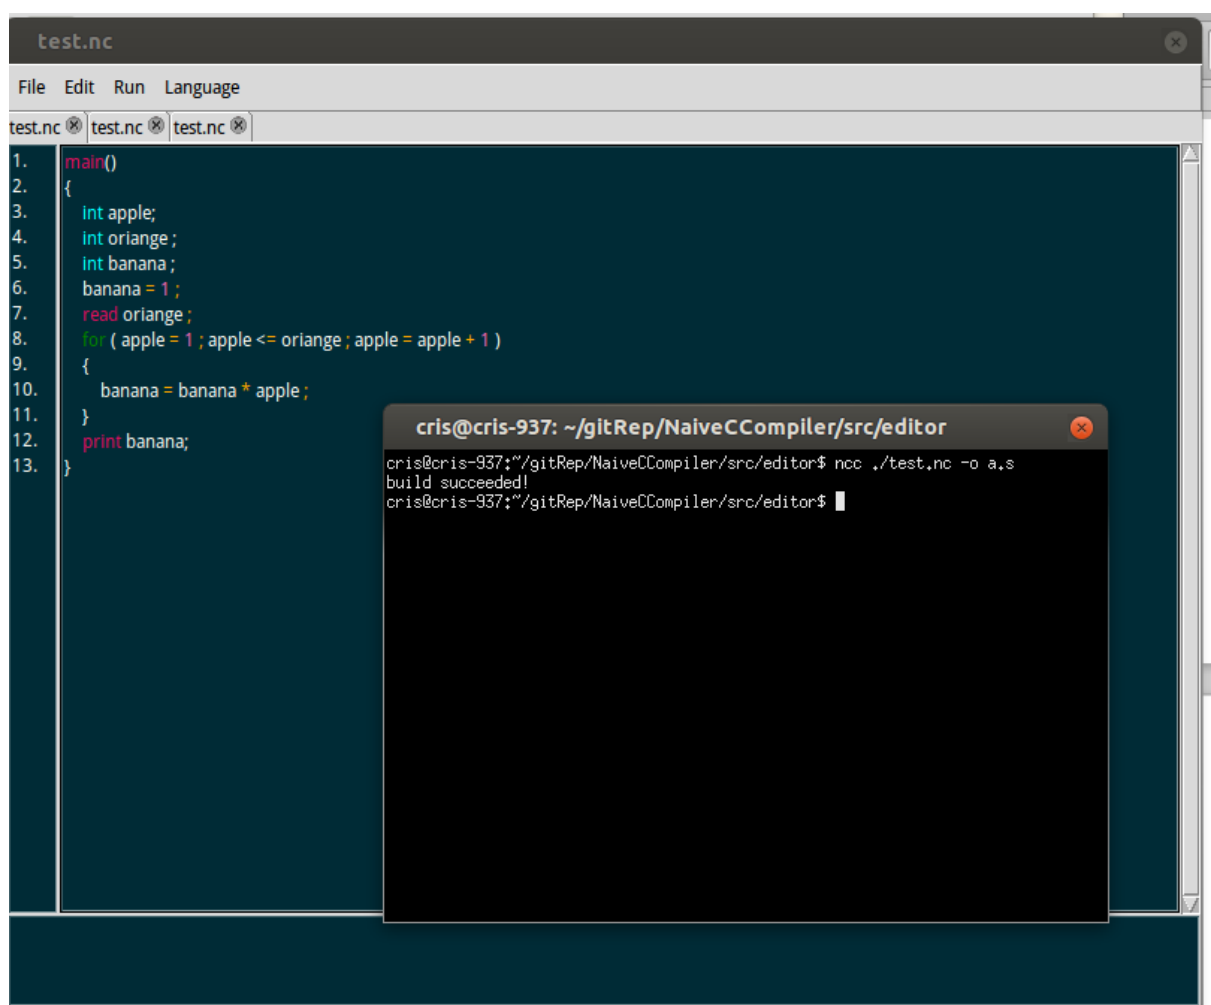 test.nc
File Edit Run Language
test.nc test.nc test.nc
1. main()
2. {
3. int apple;
4. int oriange ;
5. int banana ;
6. banana = 1 ;
7. read oriange ;
8. for ( apple = 1 ; apple <= oriange ; apple = apple + 1 )
9. {
10. banana = banana * apple ;
11. }
12. print banana;
13. }
cris@cris-937: ~/gitRep/NaiveCCompiler/src/editor
cris@cris-937:~/gitRep/NaiveCCompiler/src/editor$ ncc ./test.nc -o a.s
build succeeded!
cris@cris-937:~/gitRep/NaiveCCompiler/src/editor$